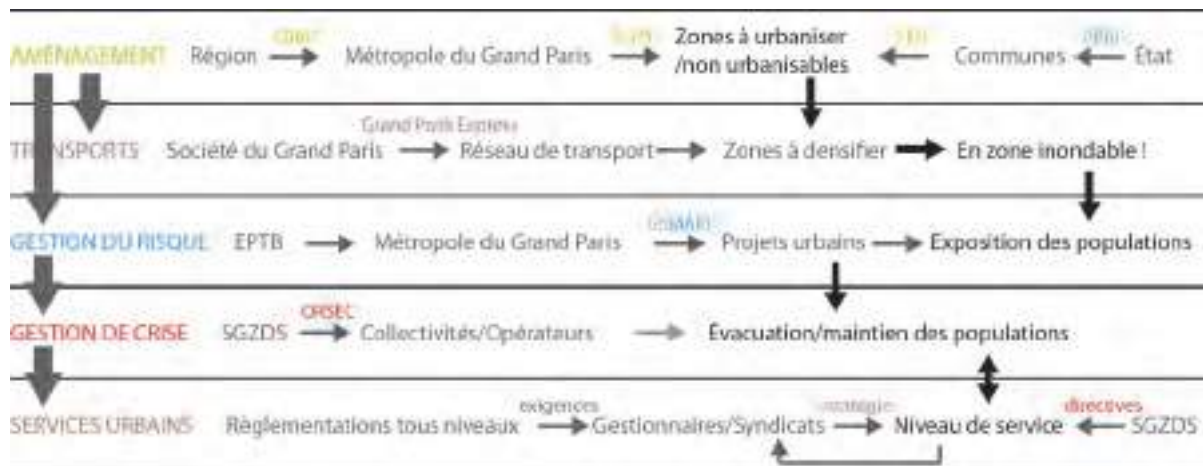 AMÉNAGEMENT Région Métropole du Grand Paris Zones à urbaniser Communes État
/non urbanisables
Grand Paris Express
TRANSPORTS Société du Grand Paris Réseau de transport Zones à densifier En zone inondable !
GEMAPI
GESTION DU RISQUE EPTB Métropole du Grand Paris Projets urbains Exposition des populations
ORSEC
GESTION DE CRISE SGZDS Collectivités/Opérateurs Évacuation/maintien des populations
exigences stratégie directives
SERVICES URBAINS Règlementations tous niveaux Gestionnaires/Syndicats Niveau de service SGZDS